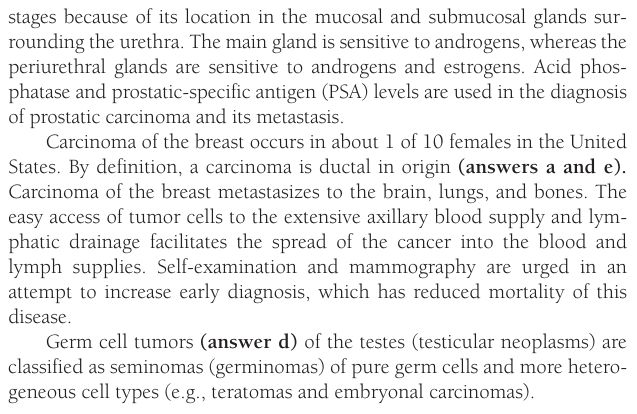 stages because of its location in the mucosal and submucosal glands sur-
rounding the urethra. The main gland is sensitive to androgens, whereas the
periurethral glands are sensitive to androgens and estrogens. Acid phos-
phatase and prostatic-specific antigen (PSA) levels are used in the diagnosis
of prostatic carcinoma and its metastasis.
Carcinoma of the breast occurs in about 1 of 10 females in the United
States. By definition, a carcinoma is ductal in origin (answers a and e).
Carcinoma of the breast metastasizes to the brain, lungs, and bones. The
easy access of tumor cells to the extensive axillary blood supply and lym-
phatic drainage facilitates the spread of the cancer into the blood and
lymph supplies. Self-examination and mammography are urged in an
attempt to increase early diagnosis, which has reduced mortality of this
disease.
Germ cell tumors (answer d) of the testes (testicular neoplasms) are
classified as seminomas (germinomas) of pure germ cells and more hetero-
geneous cell types (e.g., teratomas and embryonal carcinomas).